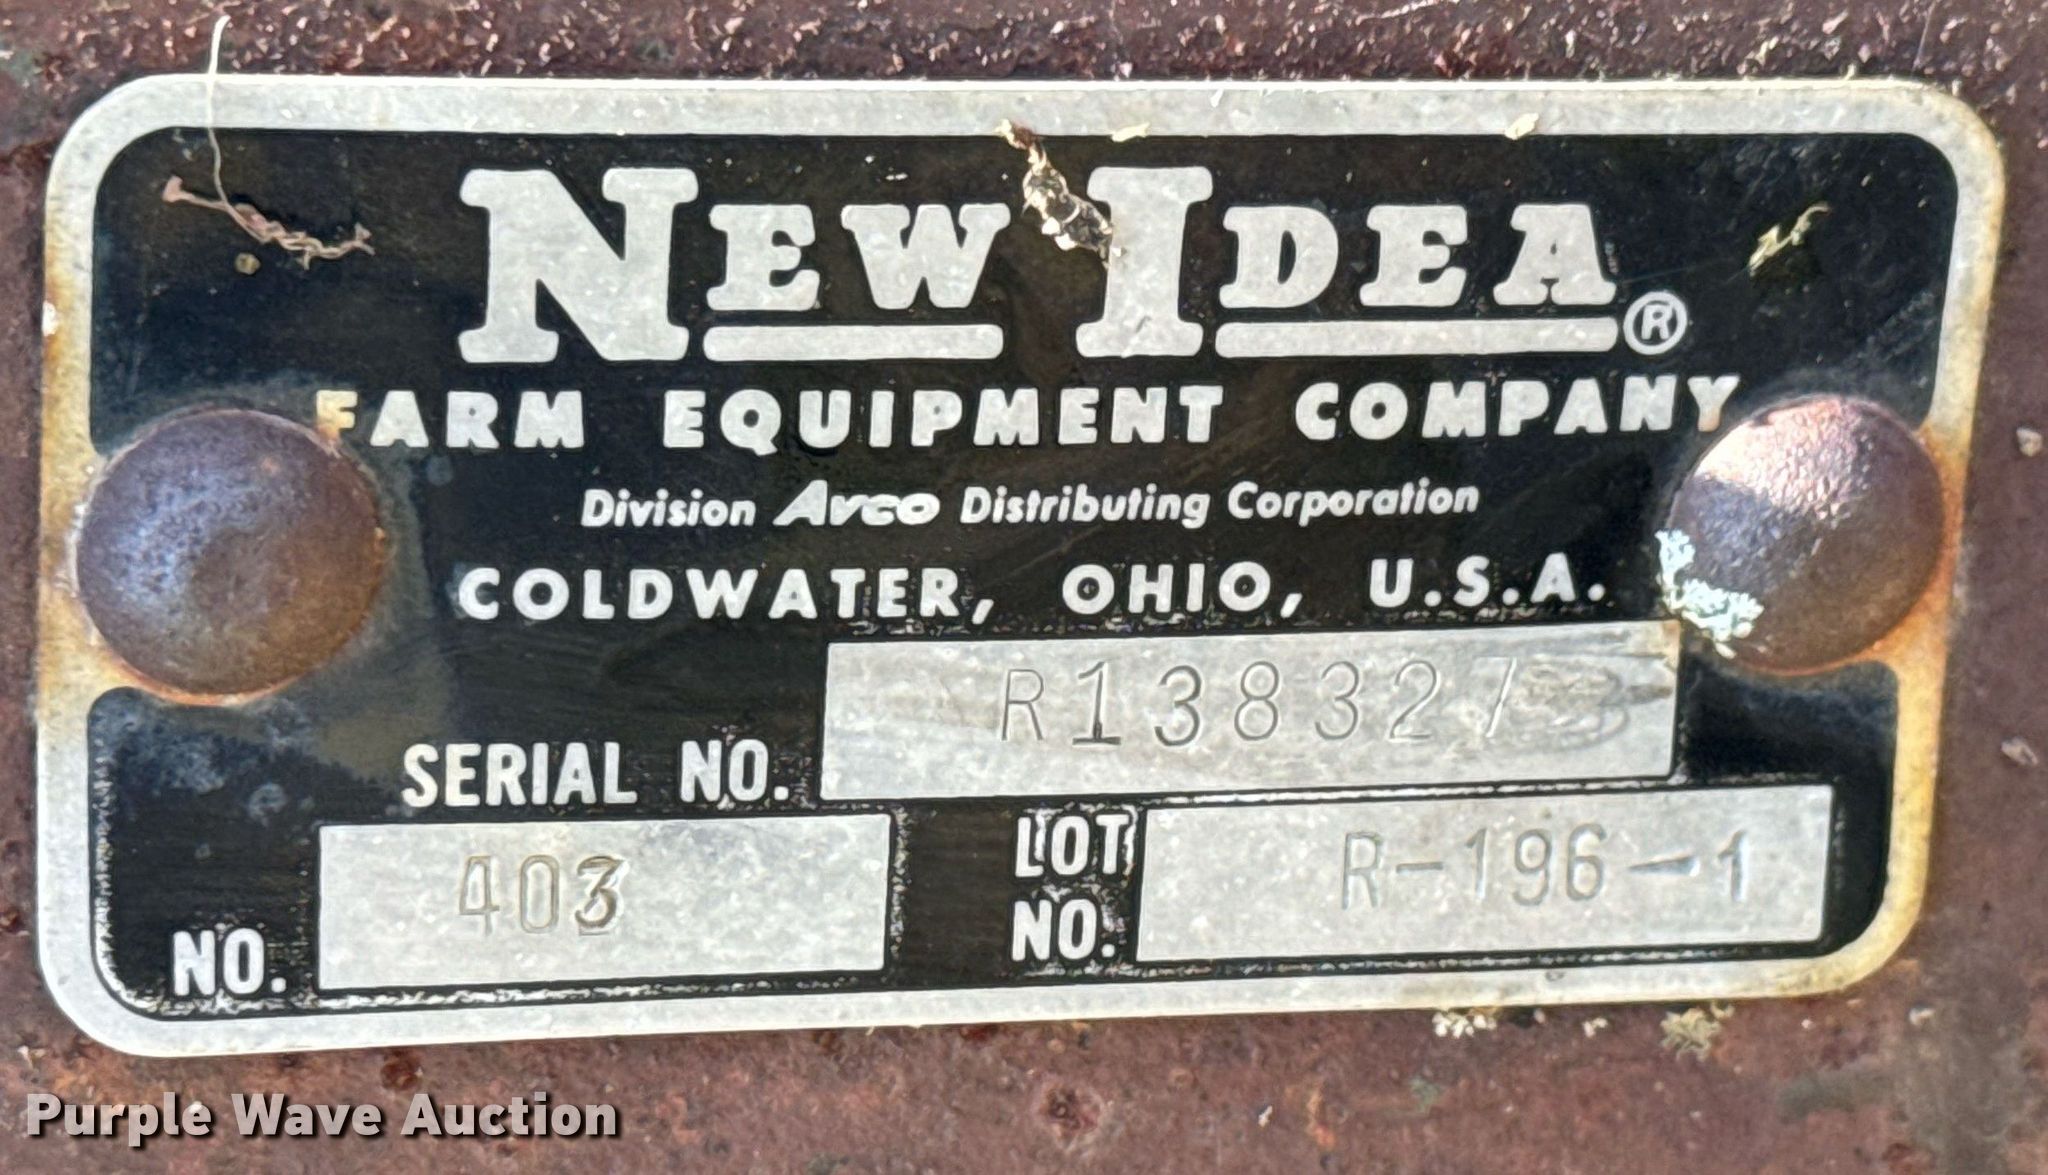 NEW IDEA®
FARM EQUIPMENT COMPANY
Division Avco Distributing Corporation
COLDWATER, OHIO, U.S.A.
SERIAL NO. R138327
NO. 403
LOT NO. R-196-1
Purple Wave Auction